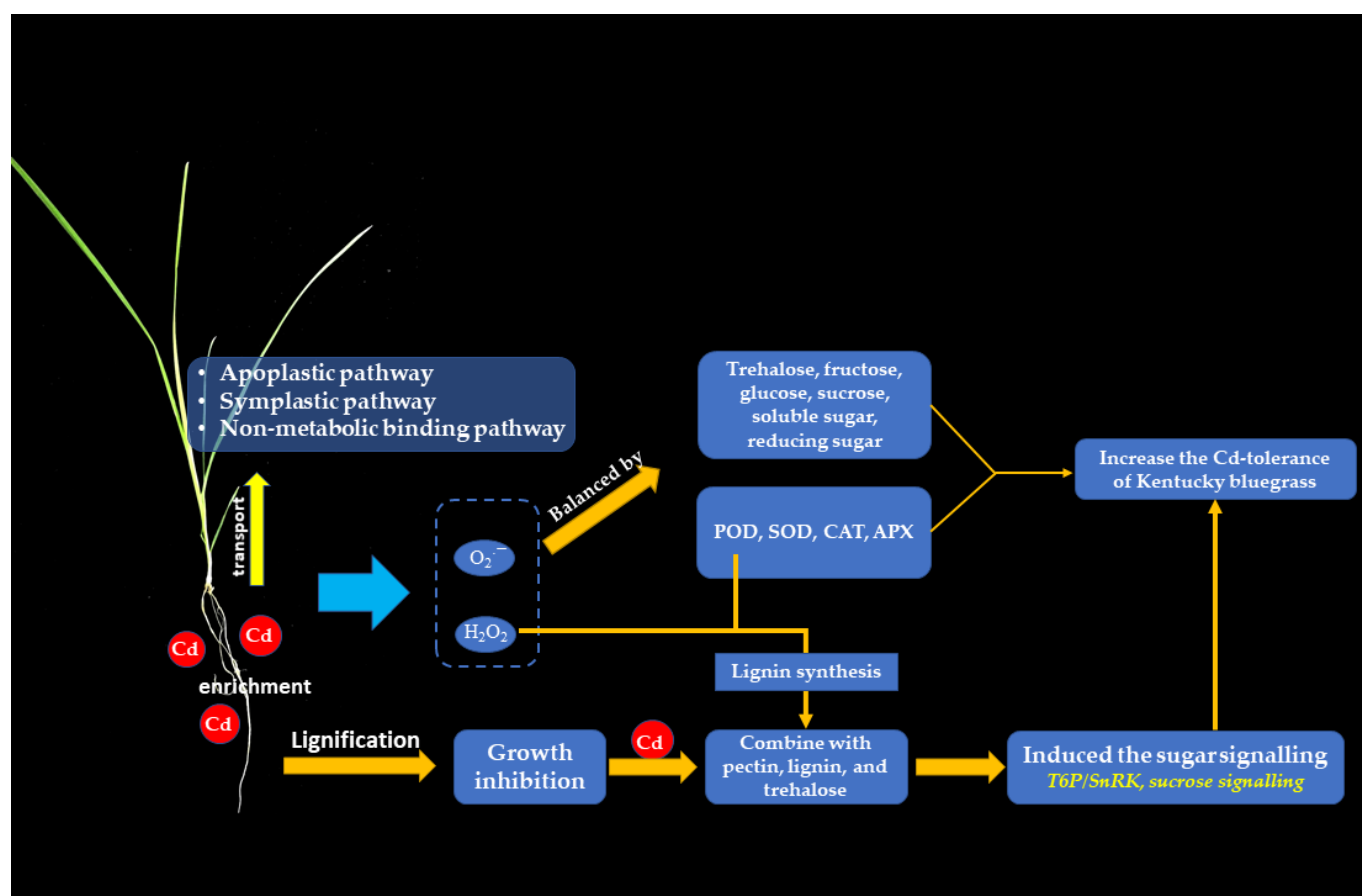 • Apoplastic pathway
• Symplastic pathway
• Non-metabolic binding pathway
transport
Cd
Cd
enrichment
Cd
O₂·⁻
H₂O₂
Balanced by
Trehalose, fructose,
glucose, sucrose,
soluble sugar,
reducing sugar
POD, SOD, CAT, APX
Increase the Cd-tolerance
of Kentucky bluegrass
Lignin synthesis
Lignification
Growth
inhibition
Cd
Combine with
pectin, lignin, and
trehalose
Induced the sugar signalling
T6P/SnRK, sucrose signalling